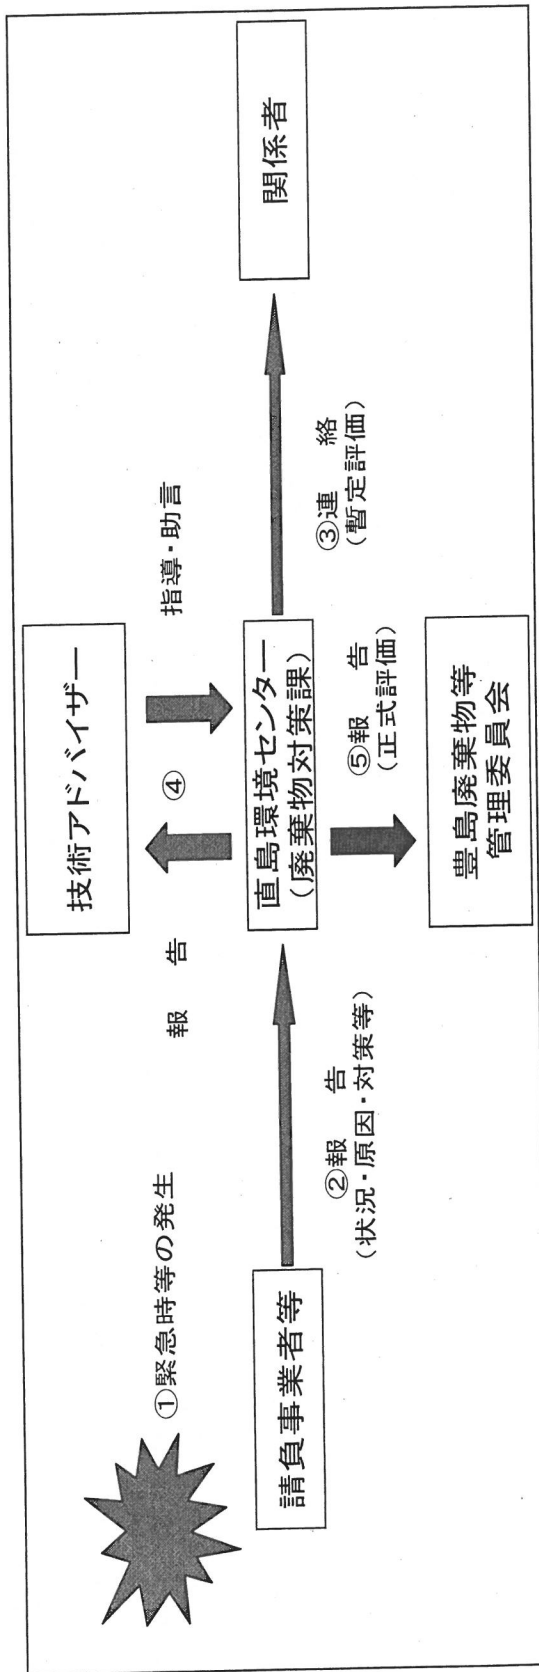 ①緊急時等の発生
請負事業者等
②報　告
(状況・原因・対策等)
技術アドバイザー
報　告
④
指導・助言
直島環境センター
(廃棄物対策課)
⑤報　告
(正式評価)
豊島廃棄物等
管理委員会
③連　絡
(暫定評価)
関係者